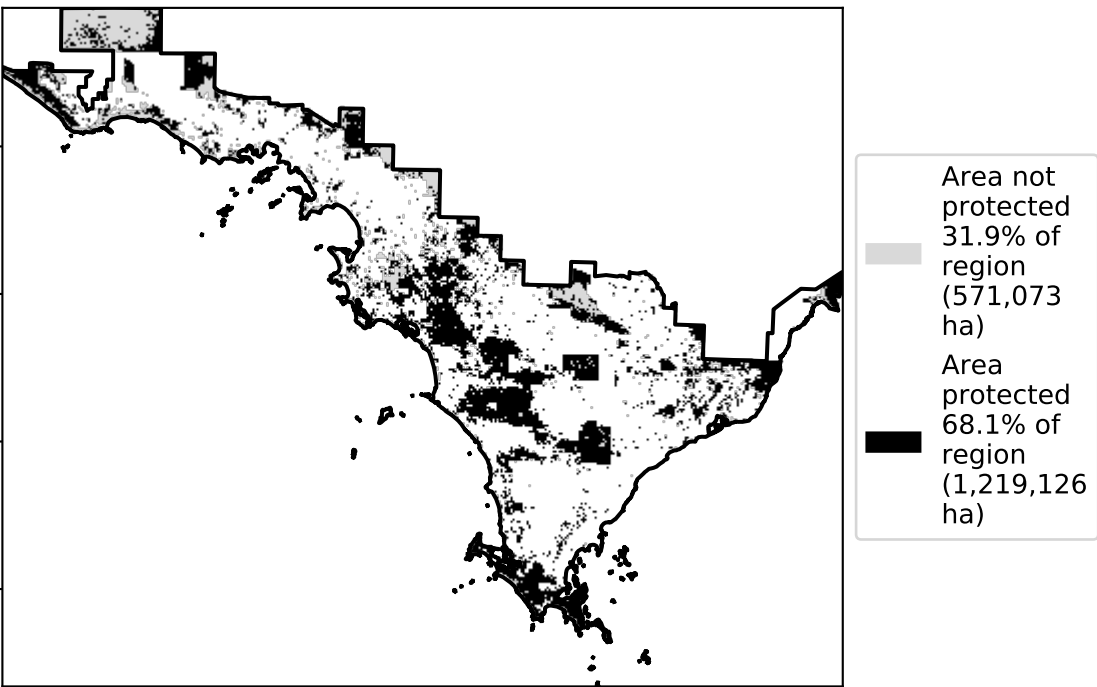 Area not
protected
31.9% of
region
(571,073
ha)
Area
protected
68.1% of
region
(1,219,126
ha)